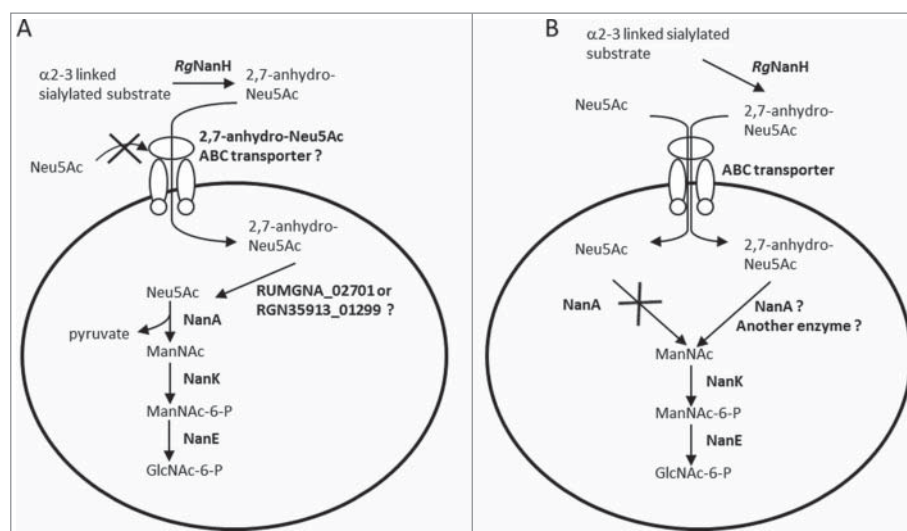 A
α2-3 linked
sialylated substrate
RgNanH
2,7-anhydro-
Neu5Ac
Neu5Ac
2,7-anhydro-Neu5Ac
ABC transporter ?
2,7-anhydro-
Neu5Ac
Neu5Ac
RUMGNA_02701 or
RGN35913_01299 ?
NanA
pyruvate
ManNAc
NanK
ManNAc-6-P
NanE
GlcNAc-6-P
B
α2-3 linked sialylated
substrate
RgNanH
Neu5Ac
2,7-anhydro-
Neu5Ac
ABC transporter
Neu5Ac
2,7-anhydro-
Neu5Ac
NanA
NanA ?
Another enzyme ?
ManNAc
NanK
ManNAc-6-P
NanE
GlcNAc-6-P